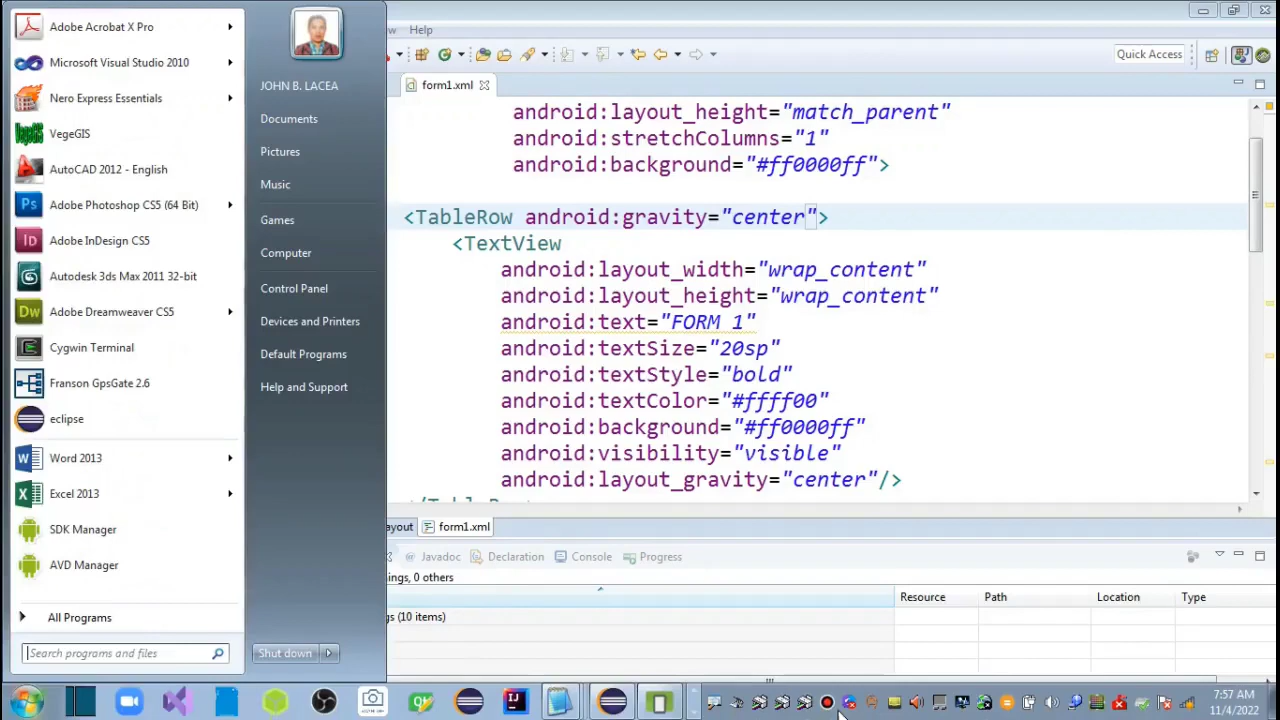 Adobe Acrobat X Pro
Microsoft Visual Studio 2010
Nero Express Essentials
VegeGIS
AutoCAD 2012 - English
Adobe Photoshop CS5 (64 Bit)
Adobe InDesign CS5
Autodesk 3ds Max 2011 32-bit
Adobe Dreamweaver CS5
Cygwin Terminal
Franson GpsGate 2.6
eclipse
Word 2013
Excel 2013
SDK Manager
AVD Manager
All Programs
Search programs and files
JOHN B. LACEA
Documents
Pictures
Music
Games
Computer
Control Panel
Devices and Printers
Default Programs
Help and Support
Shut down
Help
Quick Access
form1.xml
android:layout_height="match_parent"
android:stretchColumns="1"
android:background="#ff0000ff">
<TableRow android:gravity="center">
<TextView
android:layout_width="wrap_content"
android:layout_height="wrap_content"
android:text="FORM 1"
android:textSize="20sp"
android:textStyle="bold"
android:textColor="#ffff00"
android:background="#ff0000ff"
android:visibility="visible"
android:layout_gravity="center"/>
ayout form1.xml
Javadoc Declaration Console Progress
ings, 0 others
Resource Path Location Type
gs (10 items)
7:57 AM
11/4/2022